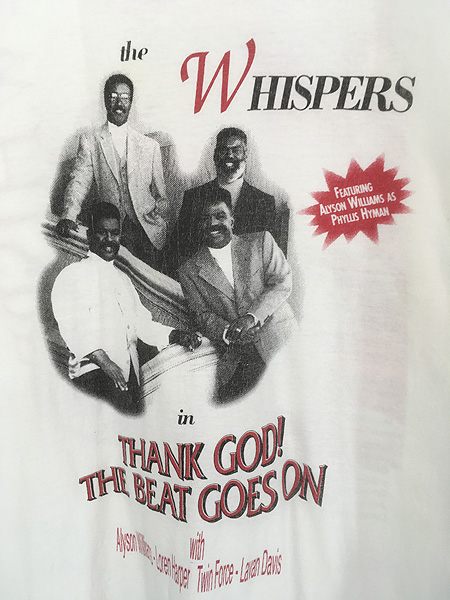 the WHISPERS
FEATURING
ALYSON WILLIAMS AS
PHYLLIS HYMAN
in
THANK GOD!
THE BEAT GOES ON
with
Alyson Williams - Loren Harper Twin Force - Lavan Davis